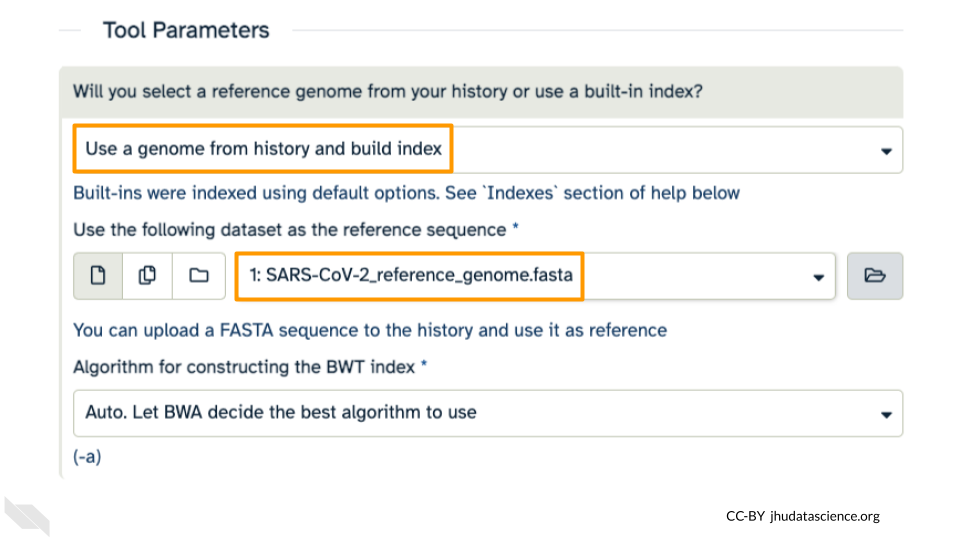 Tool Parameters
Will you select a reference genome from your history or use a built-in index?
Use a genome from history and build index
Built-ins were indexed using default options. See `Indexes` section of help below
Use the following dataset as the reference sequence *
1: SARS-CoV-2_reference_genome.fasta
You can upload a FASTA sequence to the history and use it as reference
Algorithm for constructing the BWT index *
Auto. Let BWA decide the best algorithm to use
(-a)
CC-BY jhudatascience.org